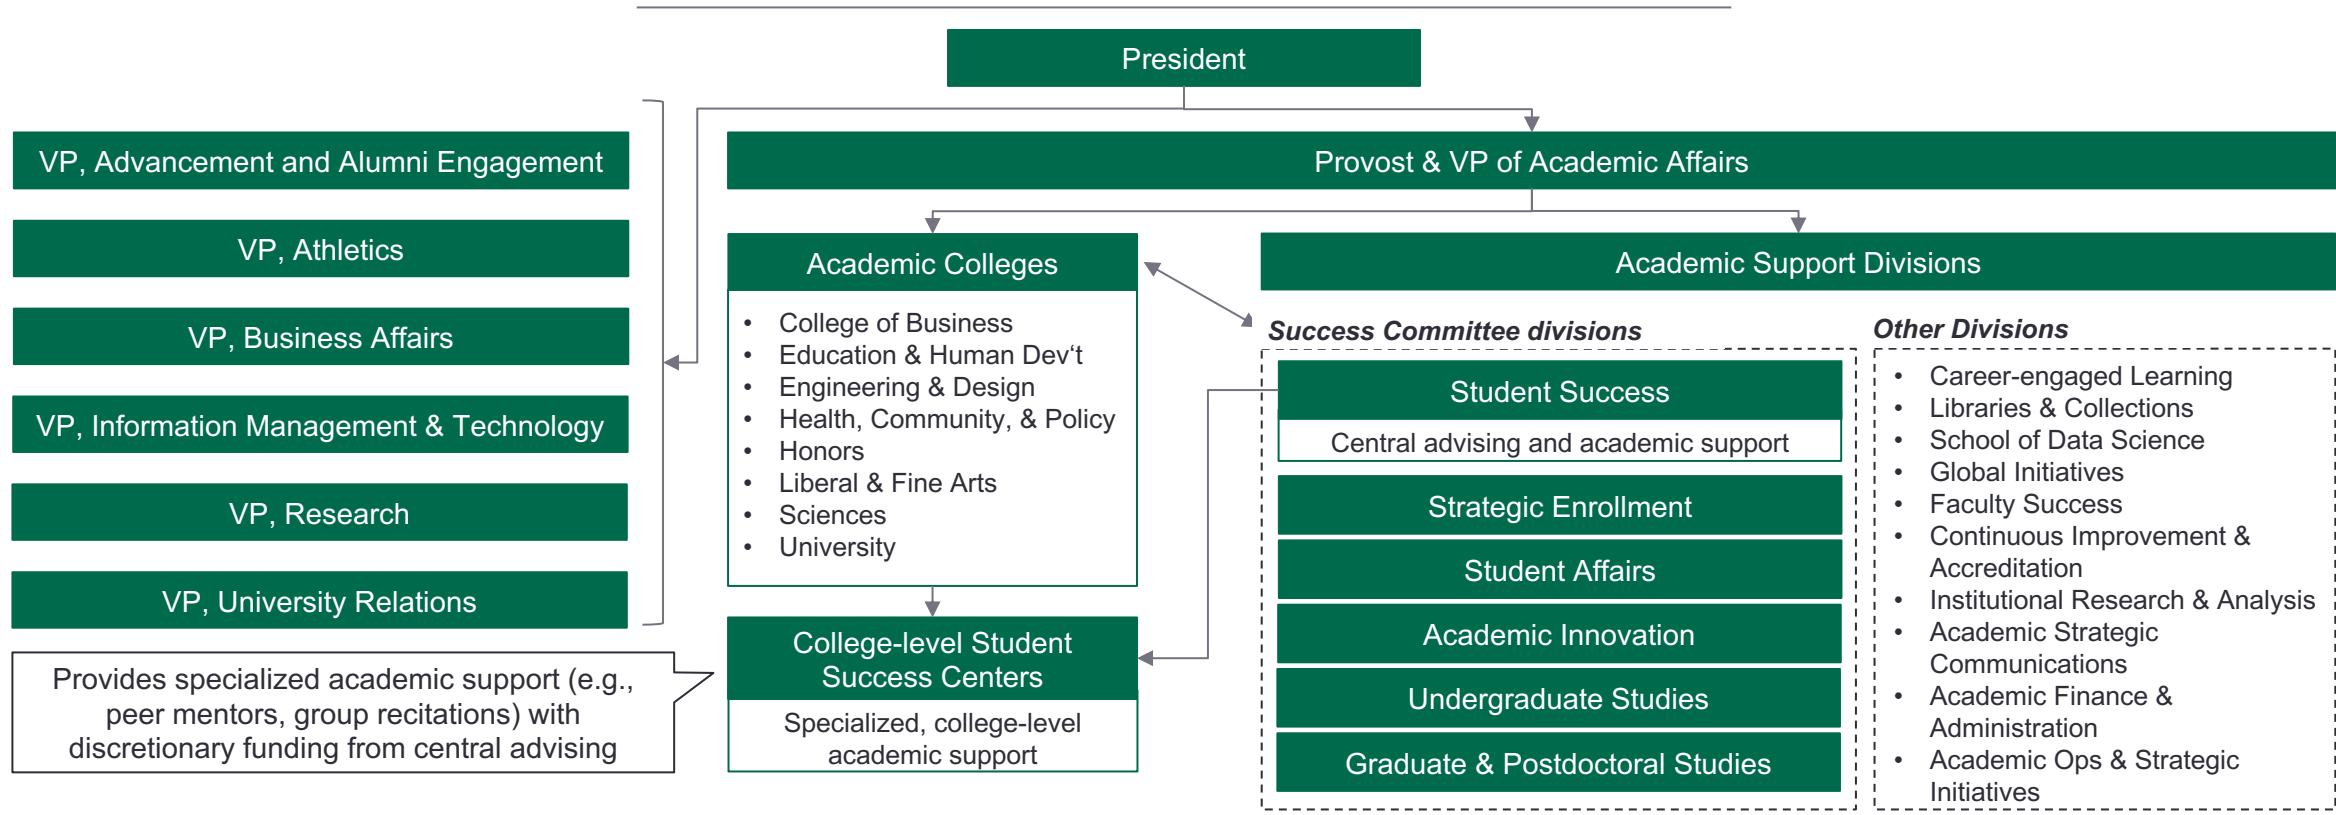 President
VP, Advancement and Alumni Engagement
VP, Athletics
VP, Business Affairs
VP, Information Management & Technology
VP, Research
VP, University Relations
Provides specialized academic support (e.g.,
peer mentors, group recitations) with
discretionary funding from central advising
Provost & VP of Academic Affairs
Academic Colleges
• College of Business
• Education & Human Dev‘t
• Engineering & Design
• Health, Community, & Policy
• Honors
• Liberal & Fine Arts
• Sciences
• University
College-level Student
Success Centers
Specialized, college-level
academic support
Academic Support Divisions
Success Committee divisions
Student Success
Central advising and academic support
Strategic Enrollment
Student Affairs
Academic Innovation
Undergraduate Studies
Graduate & Postdoctoral Studies
Other Divisions
• Career-engaged Learning
• Libraries & Collections
• School of Data Science
• Global Initiatives
• Faculty Success
• Continuous Improvement &
Accreditation
• Institutional Research & Analysis
• Academic Strategic
Communications
• Academic Finance &
Administration
• Academic Ops & Strategic
Initiatives